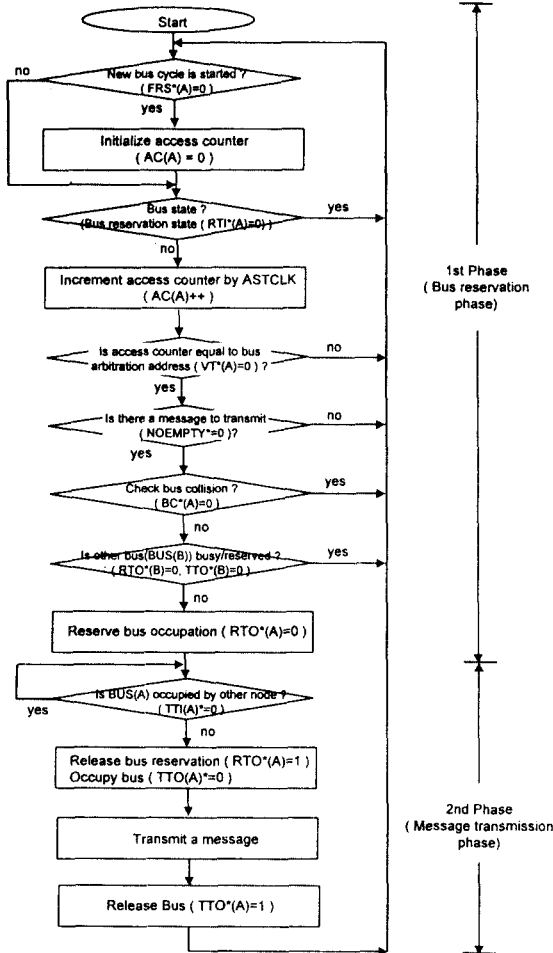 Start
New bus cycle is started ?
( FRS*(A)=0 )
no
yes
Initialize access counter
( AC(A) = 0 )
Bus state ?
(Bus reservation state ( RTI*(A)=0) )
yes
no
Increment access counter by ASTCLK
( AC(A)++ )
Is access counter equal to bus
arbitration address ( VT*(A)=0 ) ?
no
yes
Is there a message to transmit
( NOEMPTY*=0 )?
no
yes
Check bus collision ?
( BC*(A)=0 )
yes
no
Is other bus(BUS(B)) busy/reserved ?
( RTO*(B)=0, TTO*(B)=0 )
yes
no
Reserve bus occupation ( RTO*(A)=0 )
1st Phase
( Bus reservation
phase)
Is BUS(A) occupied by other node ?
( TTI(A)*=0 )
yes
no
Release bus reservation ( RTO*(A)=1 )
Occupy bus ( TTO(A)*=0 )
Transmit a message
Release Bus ( TTO*(A)=1 )
2nd Phase
( Message transmission
phase)